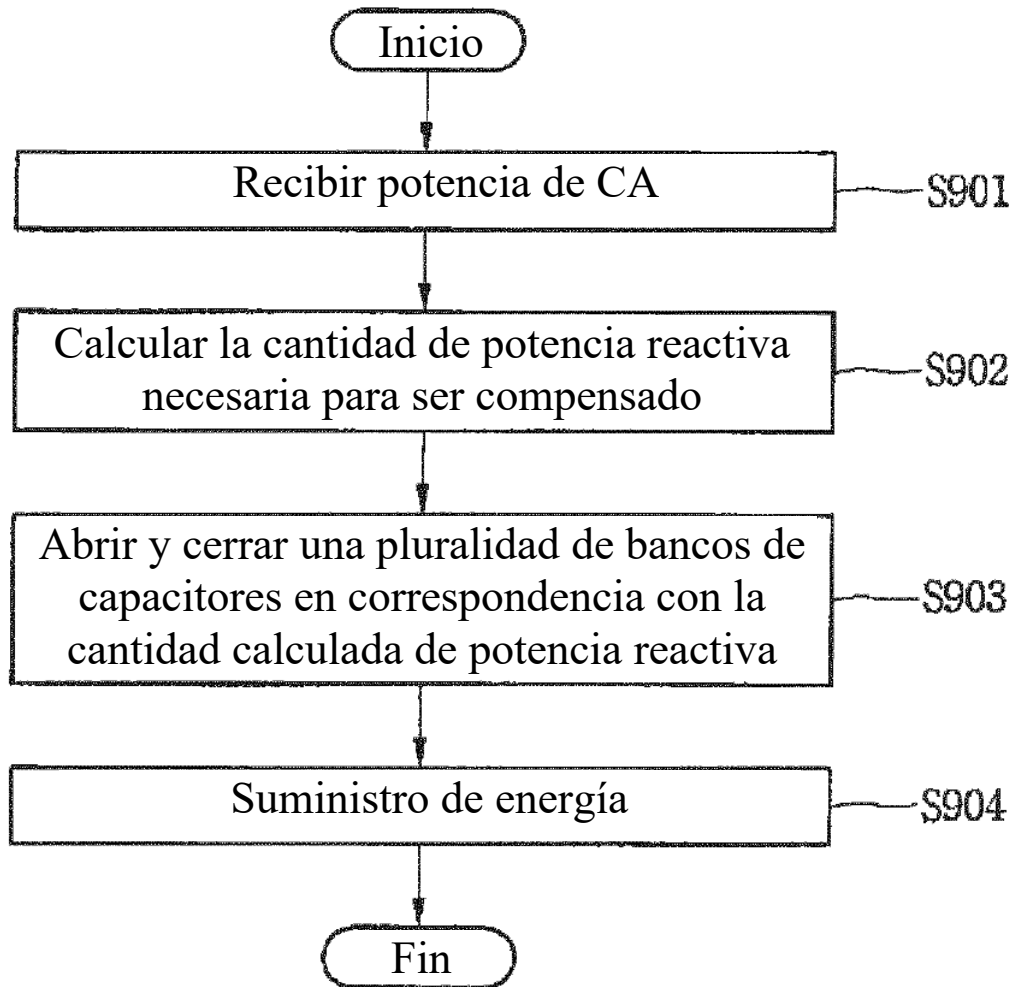 Inicio
Recibir potencia de CA
S901
Calcular la cantidad de potencia reactiva
necesaria para ser compensado
S902
Abrir y cerrar una pluralidad de bancos de
capacitores en correspondencia con la
cantidad calculada de potencia reactiva
S903
Suministro de energía
S904
Fin